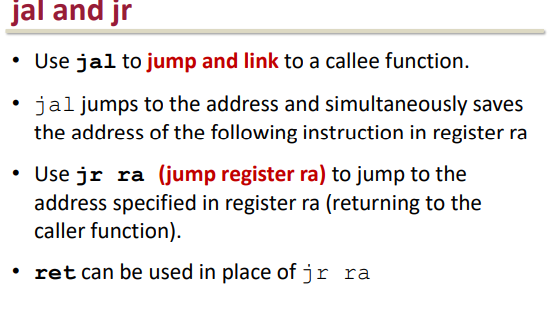 jal and jr
• Use jal to jump and link to a callee function.
• jal jumps to the address and simultaneously saves
the address of the following instruction in register ra
• Use jr ra (jump register ra) to jump to the
address specified in register ra (returning to the
caller function).
• ret can be used in place of jr ra